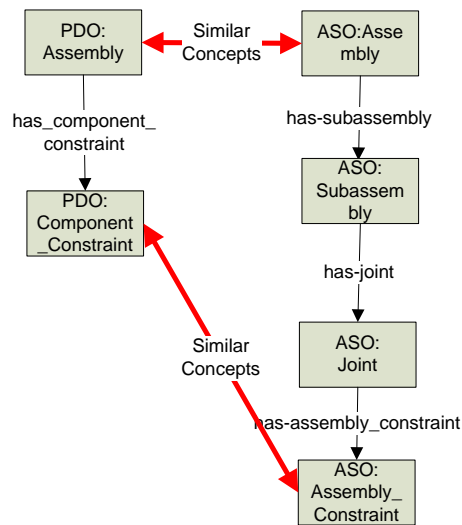 PDO:
Assembly
Similar
Concepts
ASO:Asse
mbly
has_component_
constraint
has-subassembly
PDO:
Component
_Constraint
ASO:
Subassem
bly
has-joint
Similar
Concepts
ASO:
Joint
has-assembly_constraint
ASO:
Assembly_
Constraint